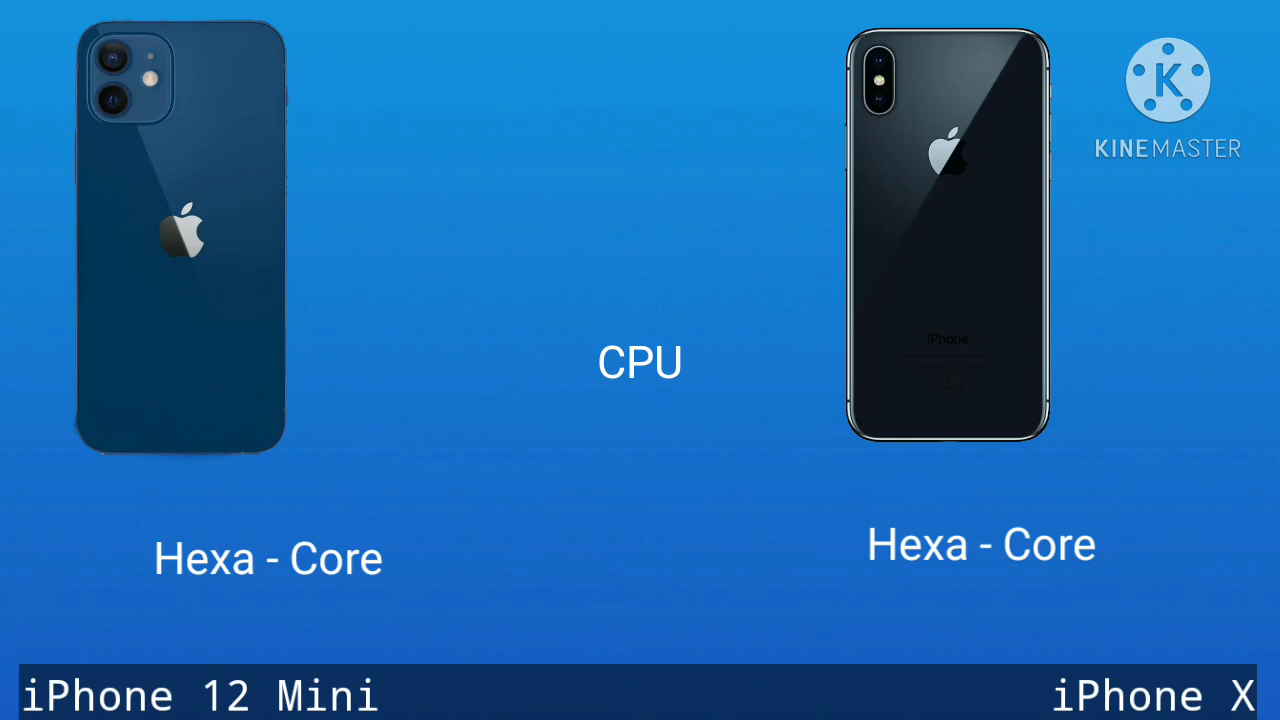 KINEMASTER
iPhone
CPU
Hexa - Core
Hexa - Core
iPhone 12 Mini
iPhone X